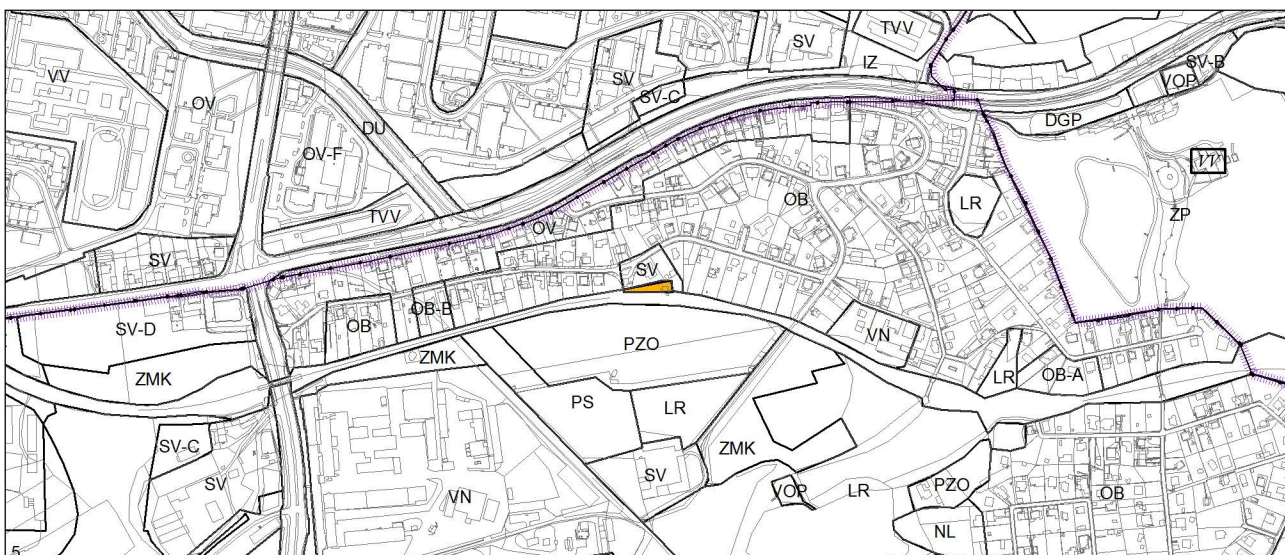 TVV
SV
IZ
SV-B
VOP
VV
OV
SV
SV-C
DU
DGP
OV-F
VV
LR
OB
TVV
OV
ZP
SV
SV
SV-D
OB
OB-B
ZMK
PZO
VN
ZMK
LR
OB-A
PS
LR
SV-C
SV
ZMK
SV
VN
VOP
LR
PZO
OB
NL
5